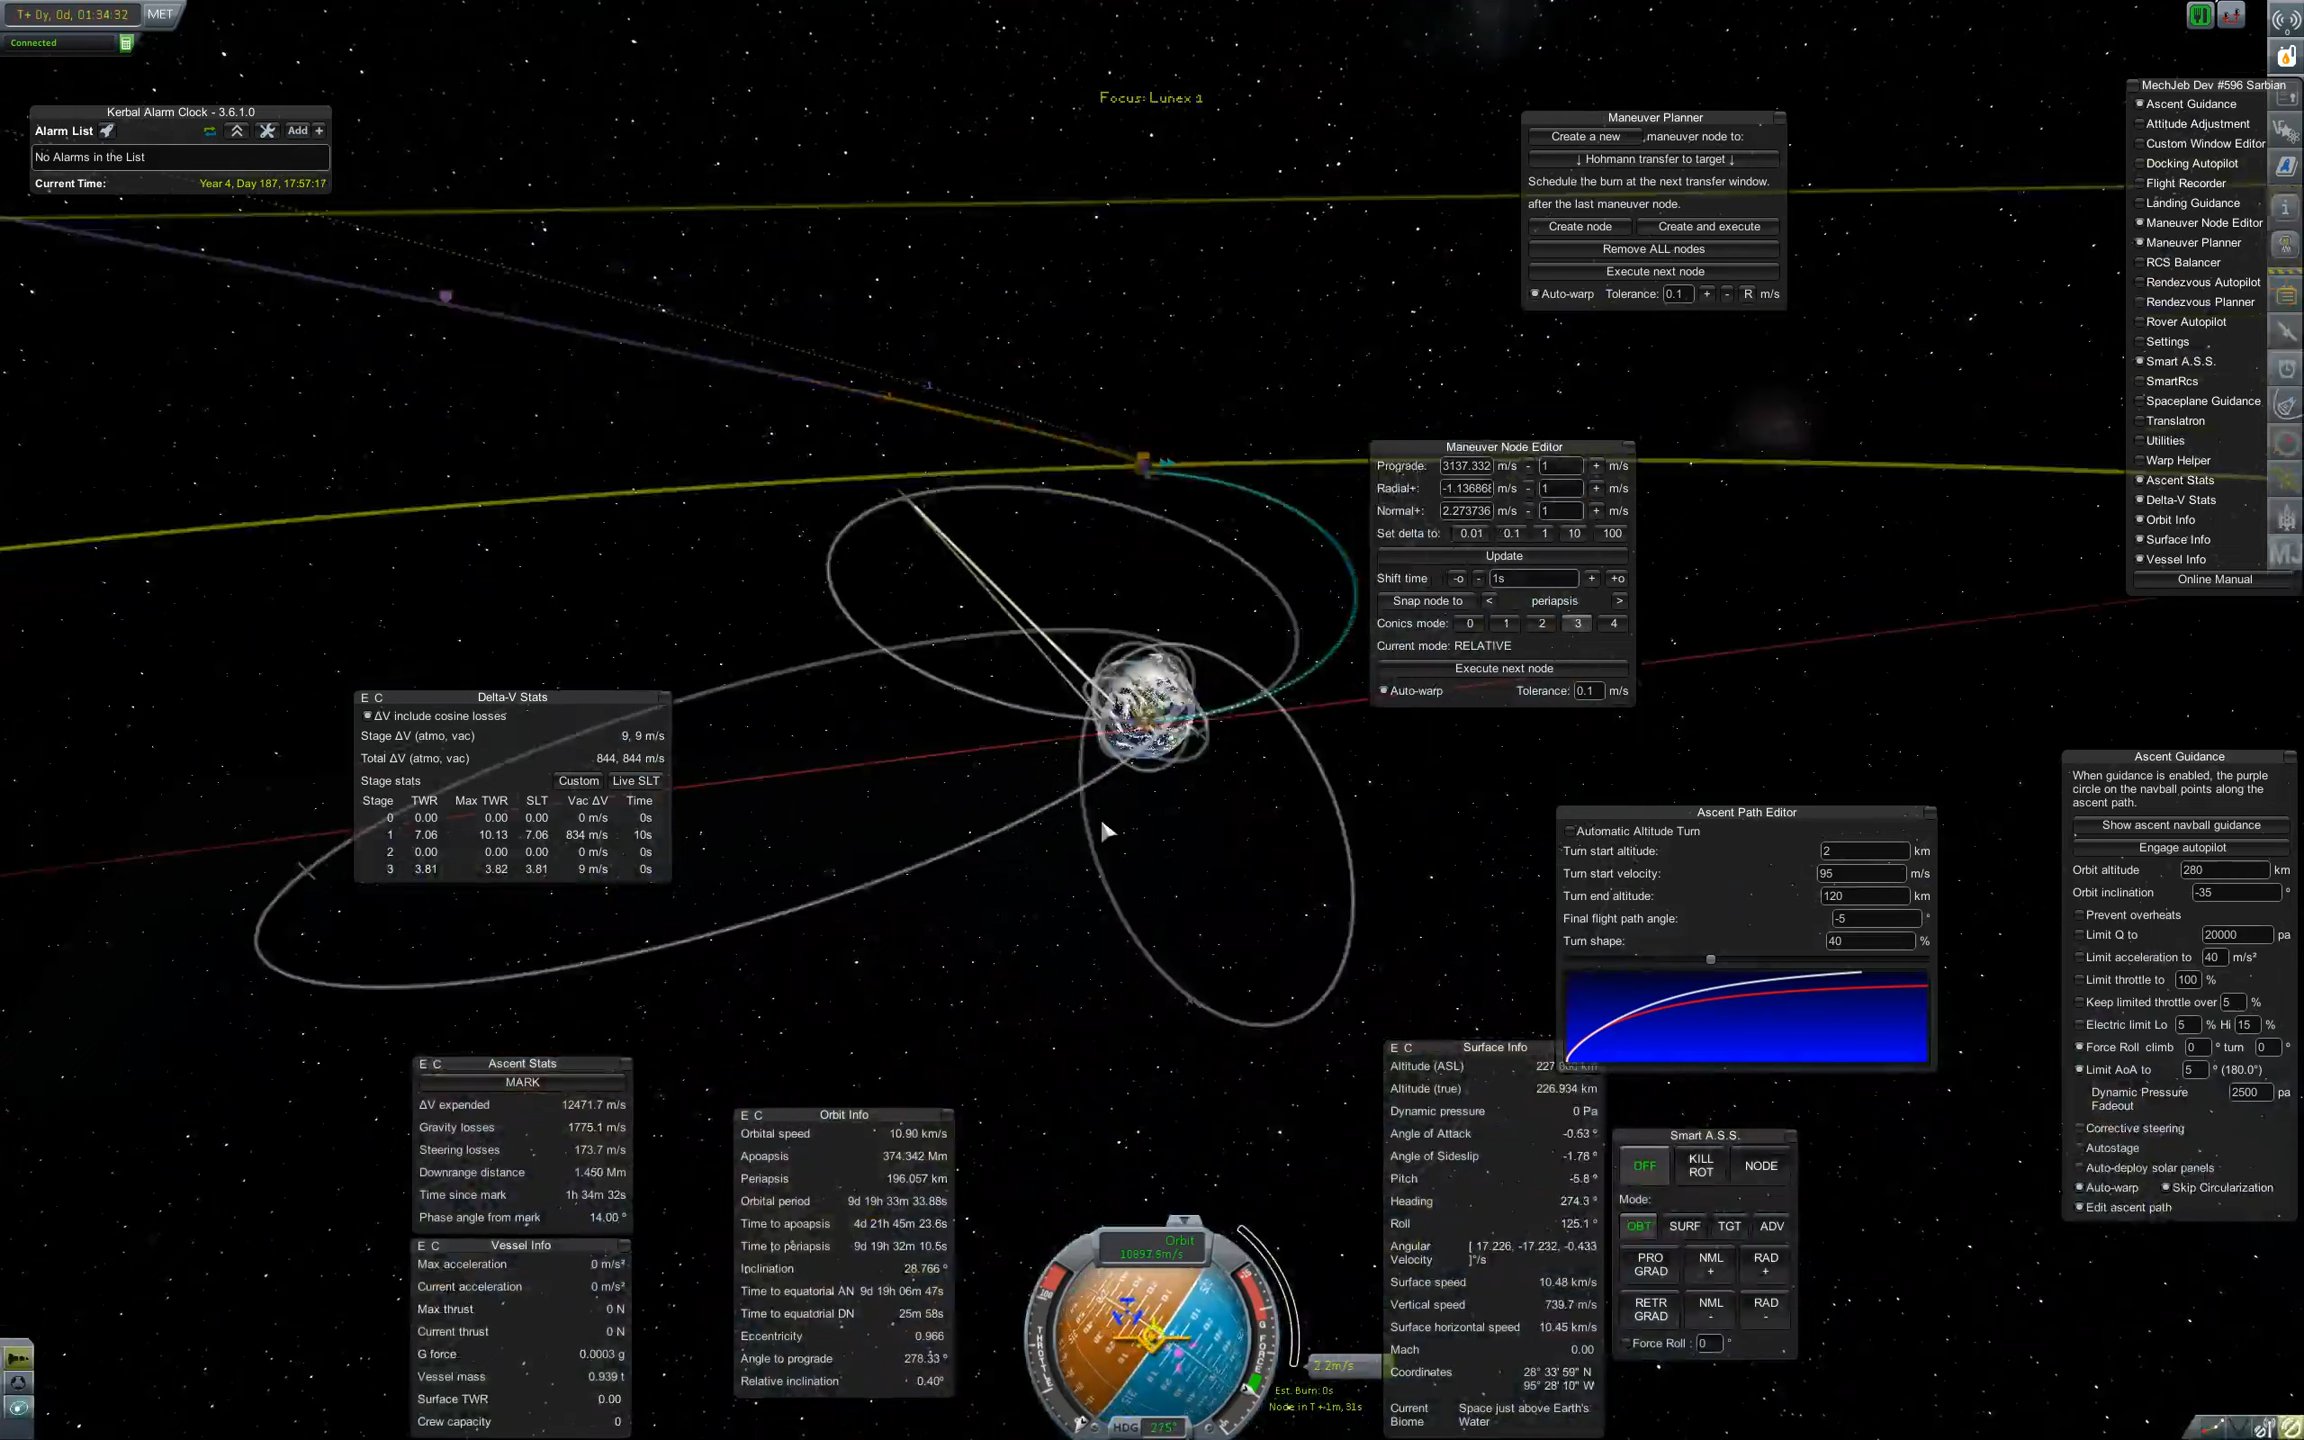 T+ 0y, 0d, 01:34:32 MET
Connected
Focus: Lunex 1
Kerbal Alarm Clock - 3.6.1.0
Alarm List Add +
No Alarms in the List
Current Time: Year 4, Day 187, 17:57:17
Maneuver Planner
Create a new maneuver node to:
↓ Hohmann transfer to target ↓
Schedule the burn at the next transfer window.
after the last maneuver node.
Create node Create and execute
Remove ALL nodes
Execute next node
Auto-warp Tolerance: 0.1 + - R m/s
MechJeb Dev #596 Sarbian
Ascent Guidance
Attitude Adjustment
Custom Window Editor
Docking Autopilot
Flight Recorder
Landing Guidance
Maneuver Node Editor
Maneuver Planner
RCS Balancer
Rendezvous Autopilot
Rendezvous Planner
Rover Autopilot
Settings
Smart A.S.S.
SmartRcs
Spaceplane Guidance
Translatron
Utilities
Warp Helper
Ascent Stats
Delta-V Stats
Orbit Info
Surface Info
Vessel Info
Online Manual
Maneuver Node Editor
Prograde: 3137.332 m/s - 1 + m/s
Radial+: -1.13686 m/s - 1 + m/s
Normal+: 2.273736 m/s - 1 + m/s
Set delta to: 0.01 0.1 1 10 100
Update
Shift time -o - 1s + +o
Snap node to < periapsis >
Conics mode: 0 1 2 3 4
Current mode: RELATIVE
Execute next node
Auto-warp Tolerance: 0.1 m/s
E C Delta-V Stats
ΔV include cosine losses
Stage ΔV (atmo, vac) 9, 9 m/s
Total ΔV (atmo, vac) 844, 844 m/s
Stage stats Custom Live SLT
Stage TWR Max TWR SLT Vac ΔV Time
0 0.00 0.00 0.00 0 m/s 0s
1 7.06 10.13 7.06 834 m/s 10s
2 0.00 0.00 0.00 0 m/s 0s
3 3.81 3.82 3.81 9 m/s 0s
Ascent Path Editor
Automatic Altitude Turn
Turn start altitude: 2 km
Turn start velocity: 95 m/s
Turn end altitude: 120 km
Final flight path angle: -5 °
Turn shape: 40 %
Ascent Guidance
When guidance is enabled, the purple
circle on the navball points along the
ascent path.
Show ascent navball guidance
Engage autopilot
Orbit altitude 280 km
Orbit inclination -35 °
Prevent overheats
Limit Q to 20000 pa
Limit acceleration to 40 m/s²
Limit throttle to 100 %
Keep limited throttle over 5 %
Electric limit Lo 5 % Hi 15 %
Force Roll climb 0 ° turn 0 °
Limit AoA to 5 ° (180.0°)
Dynamic Pressure
Fadeout 2500 pa
Corrective steering
Autostage
Auto-deploy solar panels
Auto-warp Skip Circularization
Edit ascent path
E C Ascent Stats
MARK
ΔV expended 12471.7 m/s
Gravity losses 1775.1 m/s
Steering losses 173.7 m/s
Downrange distance 1.450 Mm
Time since mark 1h 34m 32s
Phase angle from mark 14.00 °
E C Vessel Info
Max acceleration 0 m/s²
Current acceleration 0 m/s²
Max thrust 0 N
Current thrust 0 N
G force 0.0003 g
Vessel mass 0.939 t
Surface TWR 0.00
Crew capacity 0
E C Orbit Info
Orbital speed 10.90 km/s
Apoapsis 374.342 Mm
Periapsis 196.057 km
Orbital period 9d 19h 33m 33.88s
Time to apoapsis 4d 21h 45m 23.6s
Time to periapsis 9d 19h 32m 10.5s
Inclination 28.766 °
Time to equatorial AN 9d 19h 06m 47s
Time to equatorial DN 25m 58s
Eccentricity 0.966
Angle to prograde 278.33 °
Relative inclination 0.40°
Orbit
10897.9m/s
HDG 275°
2.2m/s
Est. Burn: 0s
Node in T +-1m, 31s
E C Surface Info
Altitude (ASL) 227 km
Altitude (true) 226.934 km
Dynamic pressure 0 Pa
Angle of Attack -0.53 °
Angle of Sideslip -1.76 °
Pitch -5.8 °
Heading 274.3 °
Roll 125.1 °
Angular [ 17.226, -17.232, -0.433
Velocity ]°/s
Surface speed 10.48 km/s
Vertical speed 739.7 m/s
Surface horizontal speed 10.45 km/s
Mach 0.00
Coordinates 28° 33' 59" N
95° 28' 10" W
Current Space just above Earth's
Biome Water
Smart A.S.S.
OFF KILL ROT NODE
Mode:
OBT SURF TGT ADV
PRO GRAD NML + RAD +
RETR GRAD NML - RAD -
Force Roll : 0 °